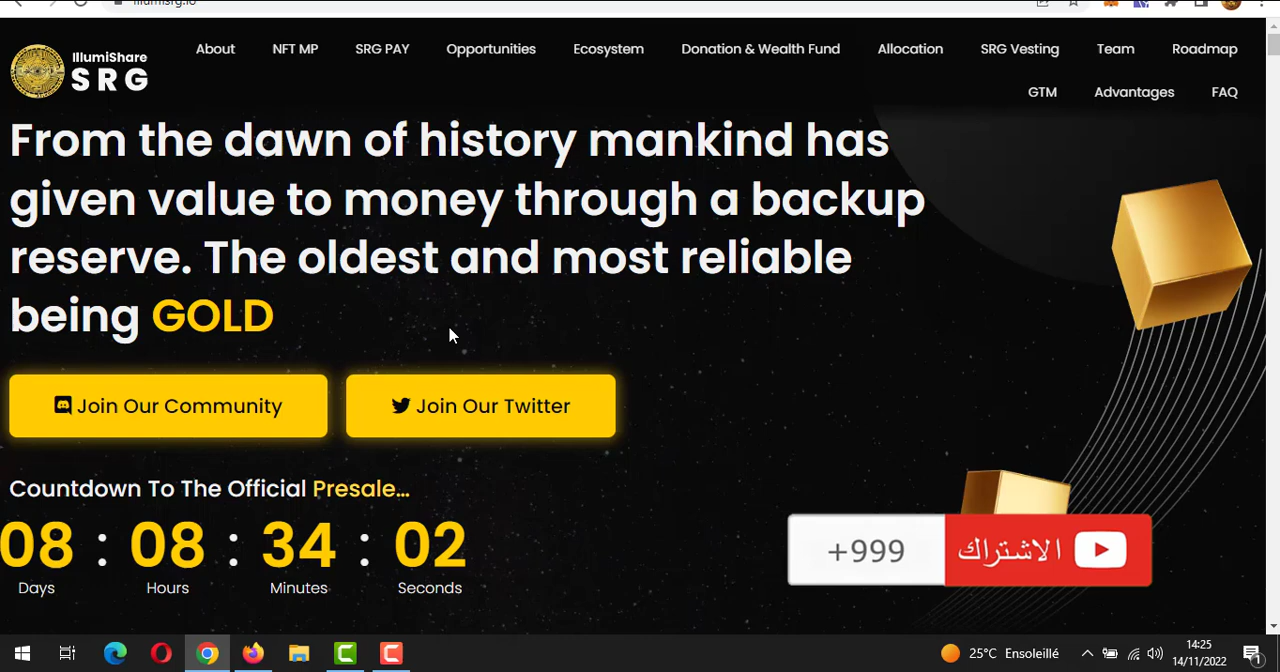 illumisrg.io
IllumiShare
SRG
About
NFT MP
SRG PAY
Opportunities
Ecosystem
Donation & Wealth Fund
Allocation
SRG Vesting
Team
Roadmap
GTM
Advantages
FAQ
From the dawn of history mankind has
given value to money through a backup
reserve. The oldest and most reliable
being GOLD
Join Our Community
Join Our Twitter
Countdown To The Official Presale...
08 : 08 : 34 : 02
Days Hours Minutes Seconds
+999
الاشتراك
25°C Ensoleillé
14:25
14/11/2022
1